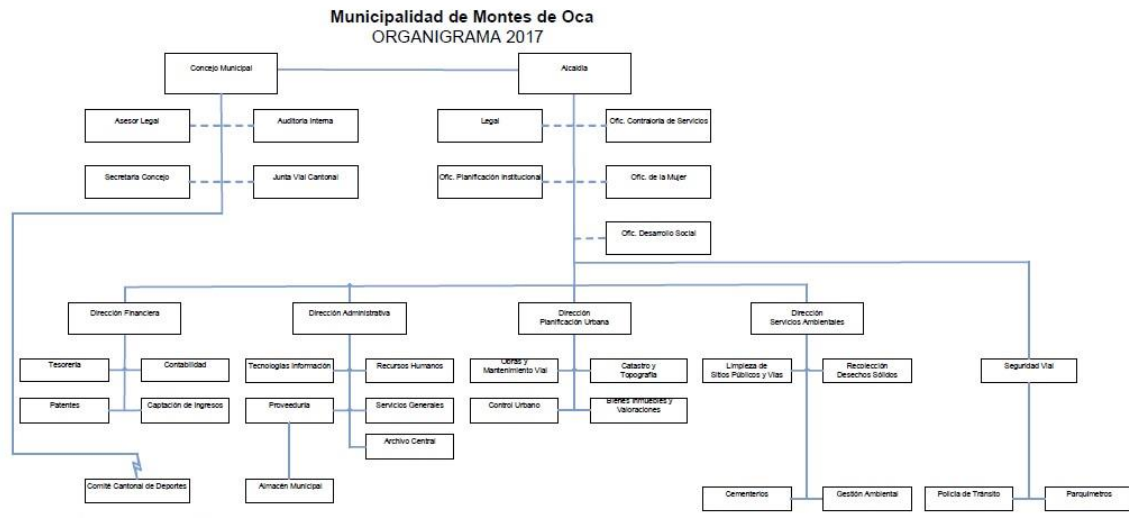 Municipalidad de Montes de Oca
ORGANIGRAMA 2017
Concejo Municipal
Alcaldía
Asesor Legal
Auditoría Interna
Legal
Ofic. Contraloría de Servicios
Secretaría Concejo
Junta Vial Cantonal
Ofic. Planificación Institucional
Ofic. de la Mujer
Ofic. Desarrollo Social
Dirección Financiera
Dirección Administrativa
Dirección
Planificación Urbana
Dirección
Servicios Ambientales
Tesorería
Contabilidad
Tecnologías Información
Recursos Humanos
Obras y
Mantenimiento Vial
Catastro y
Topografía
Limpieza de
Sitios Públicos y Vías
Recolección
Desechos Sólidos
Seguridad Vial
Patentes
Captación de Ingresos
Proveeduría
Servicios Generales
Control Urbano
Bienes Inmuebles y
Valoraciones
Archivo Central
Comité Cantonal de Deportes
Almacén Municipal
Cementerios
Gestión Ambiental
Policía de Tránsito
Parquímetros